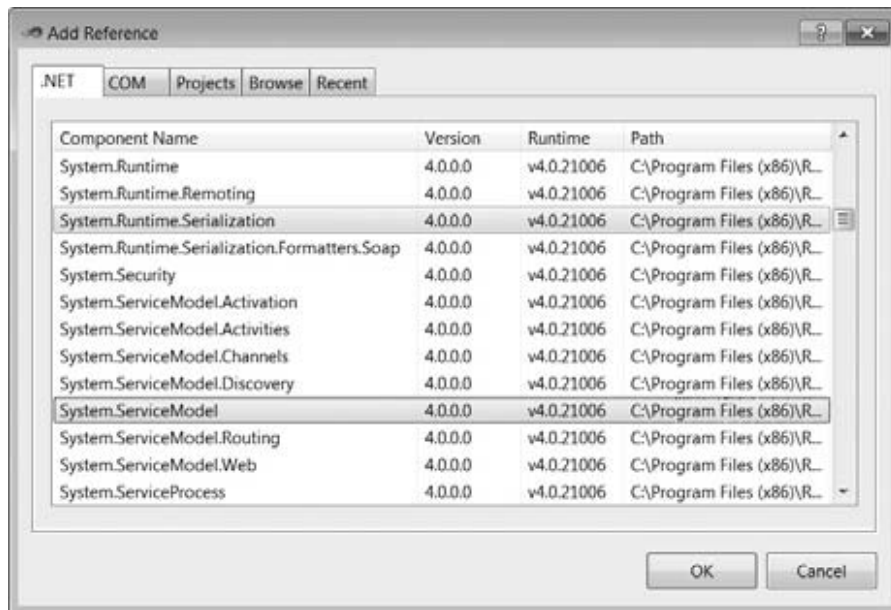 Add Reference
.NET COM Projects Browse Recent
Component Name Version Runtime Path
System.Runtime 4.0.0.0 v4.0.21006 C:\Program Files (x86)\R...
System.Runtime.Remoting 4.0.0.0 v4.0.21006 C:\Program Files (x86)\R...
System.Runtime.Serialization 4.0.0.0 v4.0.21006 C:\Program Files (x86)\R...
System.Runtime.Serialization.Formatters.Soap 4.0.0.0 v4.0.21006 C:\Program Files (x86)\R...
System.Security 4.0.0.0 v4.0.21006 C:\Program Files (x86)\R...
System.ServiceModel.Activation 4.0.0.0 v4.0.21006 C:\Program Files (x86)\R...
System.ServiceModel.Activities 4.0.0.0 v4.0.21006 C:\Program Files (x86)\R...
System.ServiceModel.Channels 4.0.0.0 v4.0.21006 C:\Program Files (x86)\R...
System.ServiceModel.Discovery 4.0.0.0 v4.0.21006 C:\Program Files (x86)\R...
System.ServiceModel 4.0.0.0 v4.0.21006 C:\Program Files (x86)\R...
System.ServiceModel.Routing 4.0.0.0 v4.0.21006 C:\Program Files (x86)\R...
System.ServiceModel.Web 4.0.0.0 v4.0.21006 C:\Program Files (x86)\R...
System.ServiceProcess 4.0.0.0 v4.0.21006 C:\Program Files (x86)\R...
OK Cancel